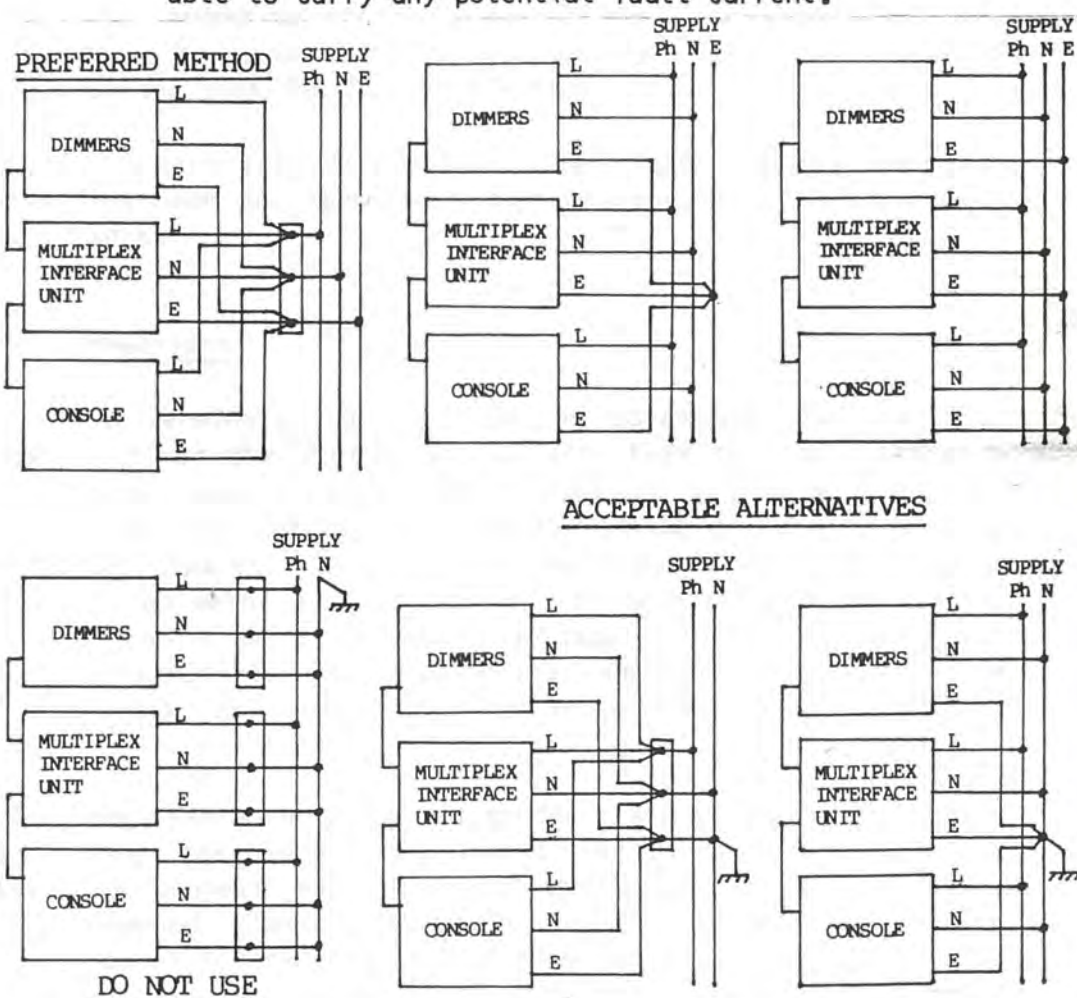 able to carry any potential fault current.
PREFERRED METHOD
SUPPLY
Ph N E
DIMMERS
L
N
E
MULTIPLEX
INTERFACE
UNIT
L
N
E
CONSOLE
L
N
E
SUPPLY
Ph N E
DIMMERS
L
N
E
MULTIPLEX
INTERFACE
UNIT
L
N
E
CONSOLE
L
N
E
SUPPLY
Ph N E
DIMMERS
L
N
E
MULTIPLEX
INTERFACE
UNIT
L
N
E
CONSOLE
L
N
E
ACCEPTABLE ALTERNATIVES
SUPPLY
Ph N
DIMMERS
L
N
E
MULTIPLEX
INTERFACE
UNIT
L
N
E
CONSOLE
L
N
E
DO NOT USE
SUPPLY
Ph N
DIMMERS
L
N
E
MULTIPLEX
INTERFACE
UNIT
L
N
E
CONSOLE
L
N
E
SUPPLY
Ph N
DIMMERS
L
N
E
MULTIPLEX
INTERFACE
UNIT
L
N
E
CONSOLE
L
N
E